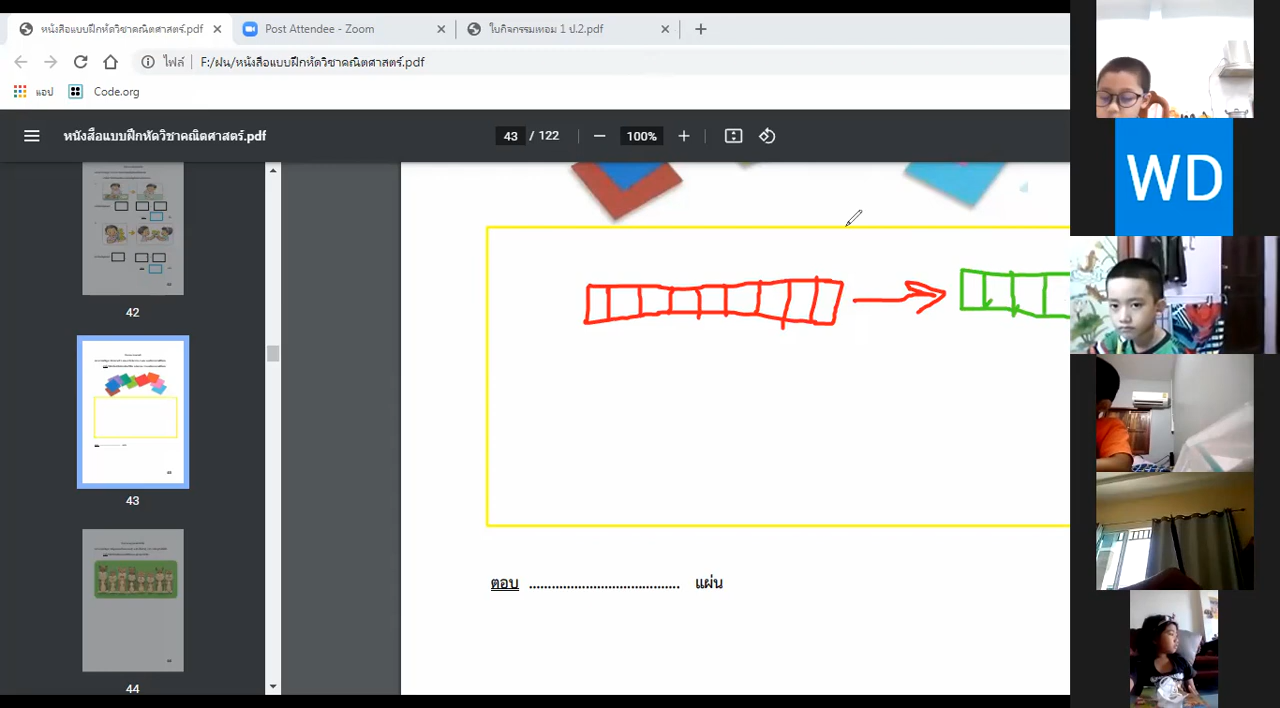 หนังสือแบบฝึกหัดวิชาคณิตศาสตร์.pdf
Post Attendee - Zoom
ใบกิจกรรมเทอม 1 ป.2.pdf
ไฟล์ F:/ฝน/หนังสือแบบฝึกหัดวิชาคณิตศาสตร์.pdf
แอป Code.org
หนังสือแบบฝึกหัดวิชาคณิตศาสตร์.pdf
43 / 122
100%
WD
42
43
44
ตอบ ........................................ แผ่น